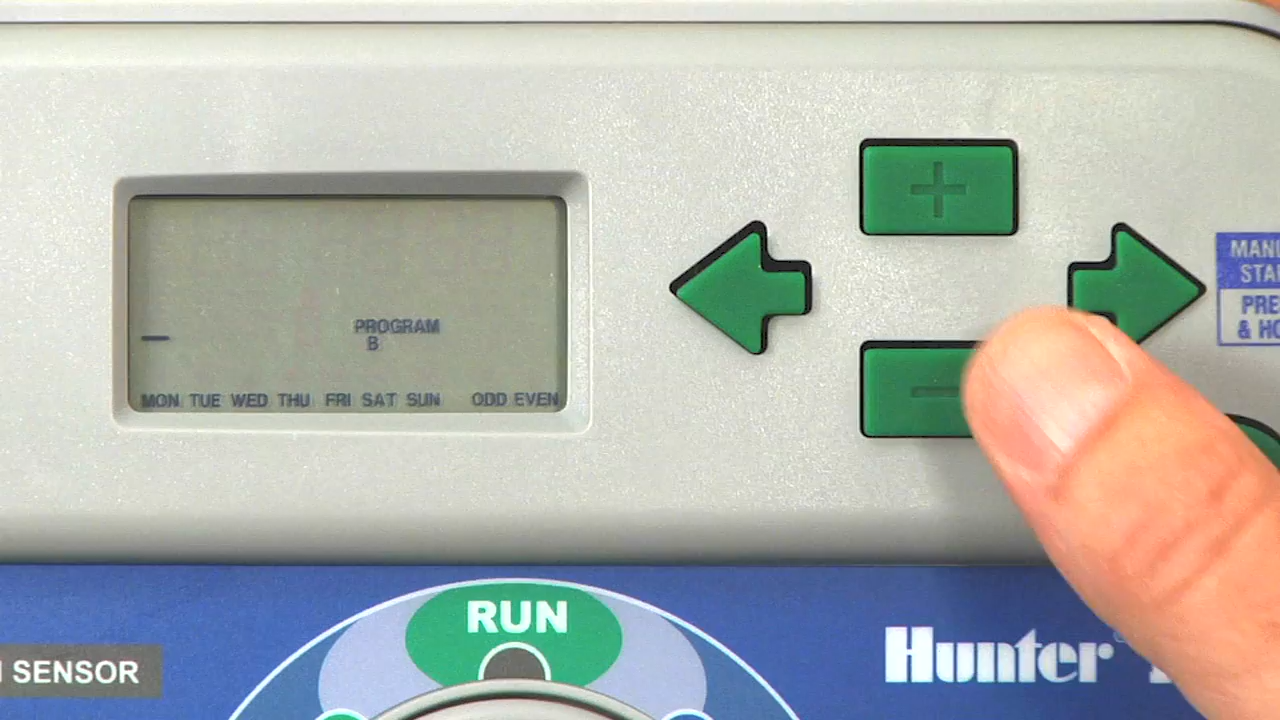 PROGRAM
B
MON TUE WED THU FRI SAT SUN ODD EVEN
+
-
RUN
SENSOR
Hunter®